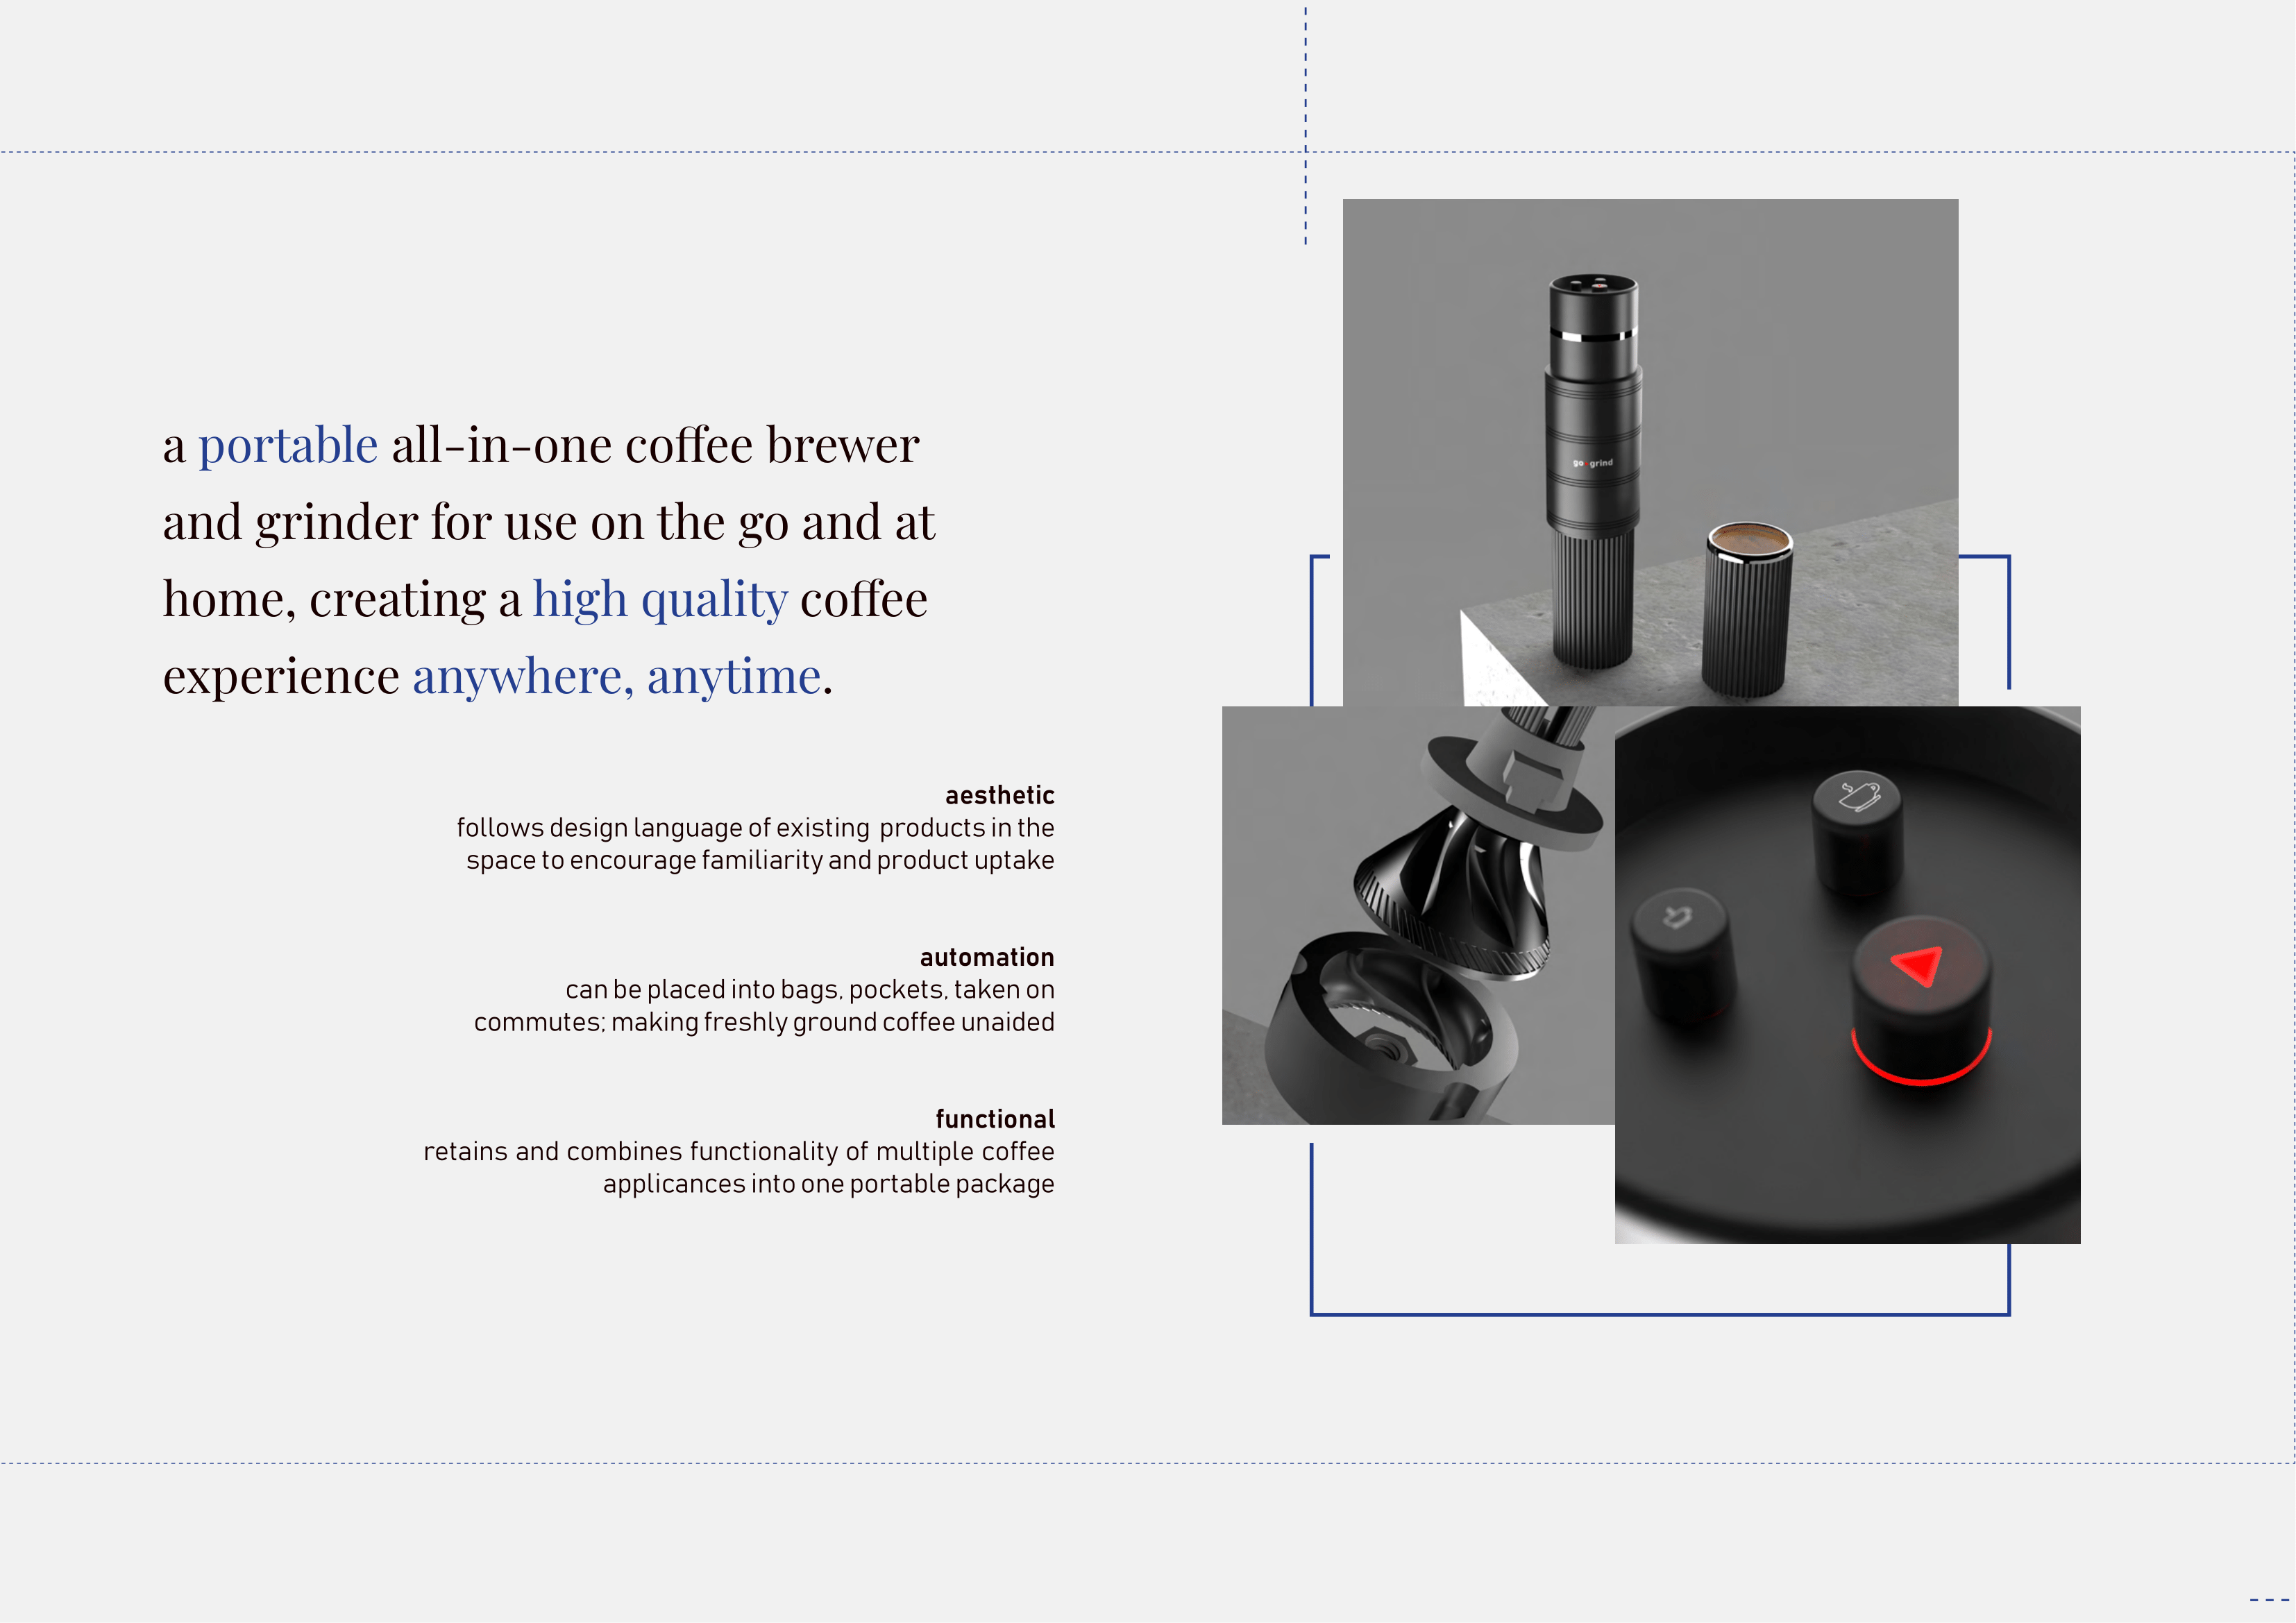 a portable all-in-one coffee brewer
and grinder for use on the go and at
home, creating a high quality coffee
experience anywhere, anytime.
aesthetic
follows design language of existing products in the
space to encourage familiarity and product uptake
automation
can be placed into bags, pockets, taken on
commutes; making freshly ground coffee unaided
functional
retains and combines functionality of multiple coffee
applicances into one portable package
go grind